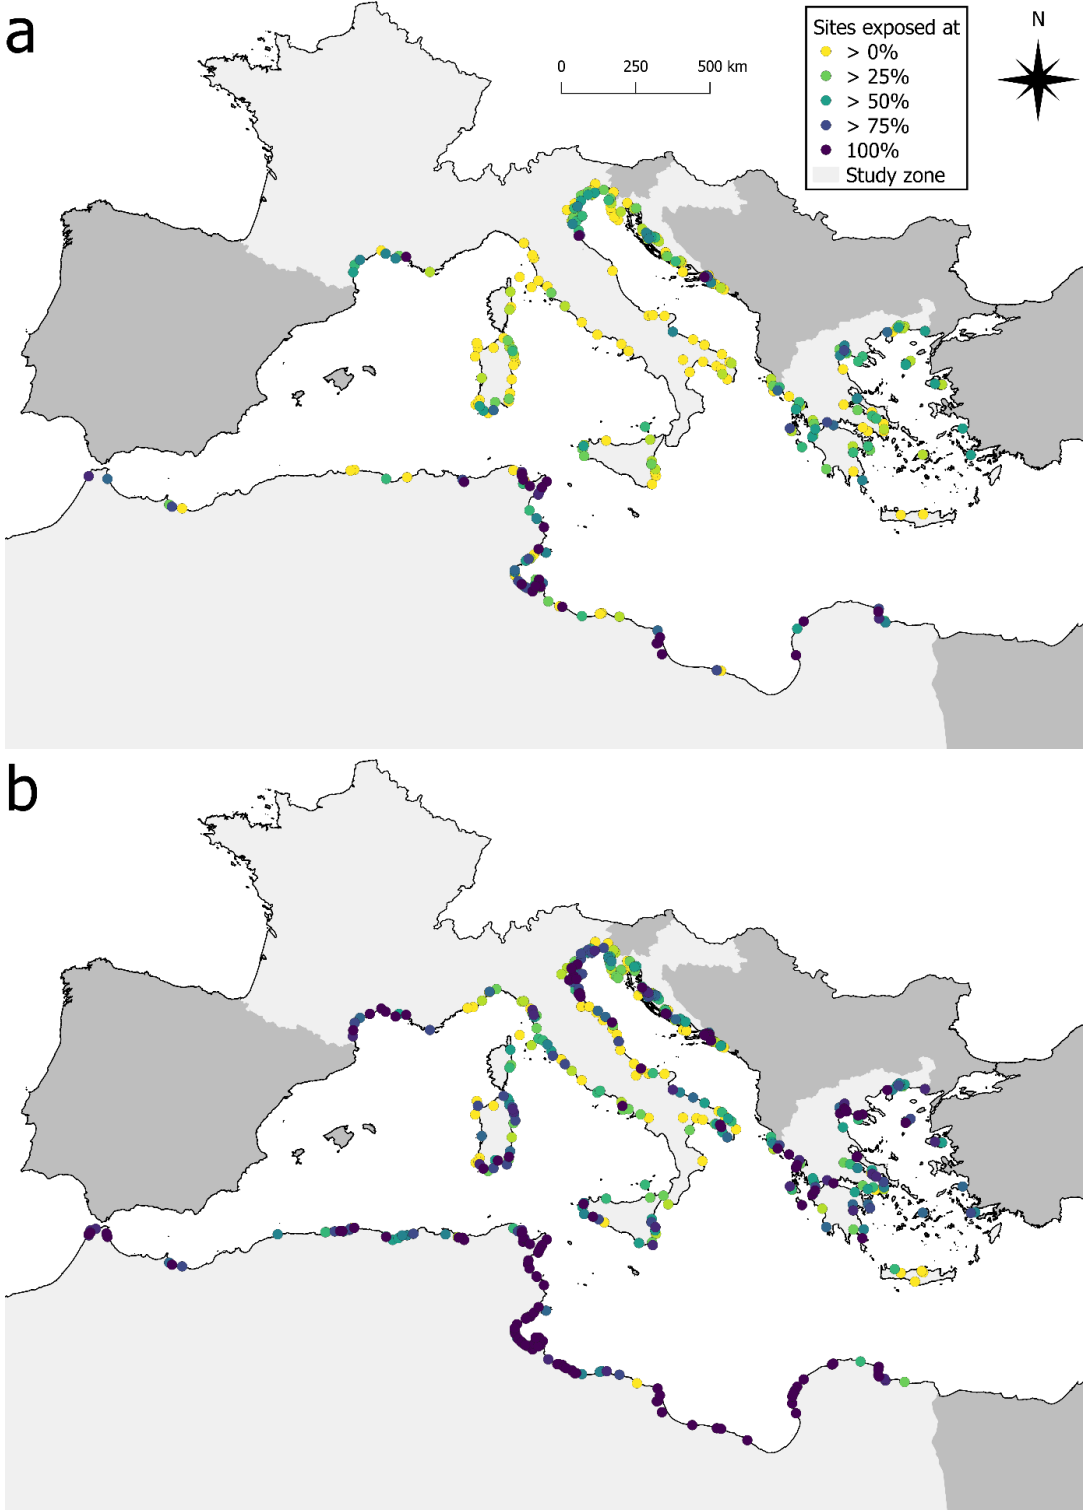 a
Sites exposed at
> 0%
> 25%
> 50%
> 75%
100%
Study zone
N
0 250 500 km
b